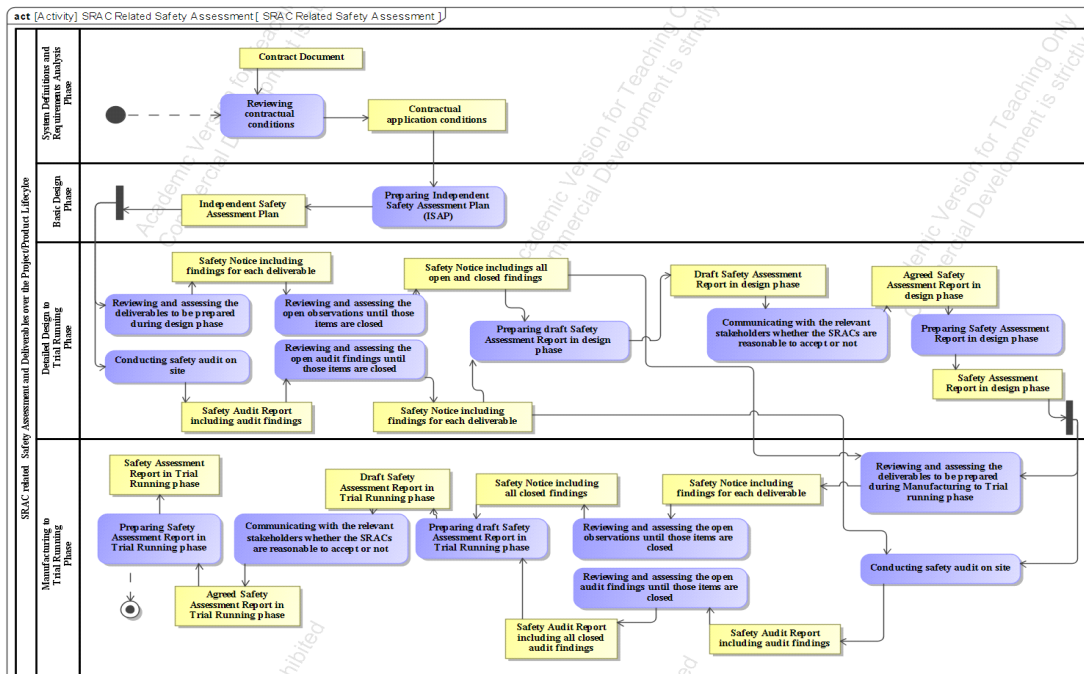 act [Activity] SRAC Related Safety Assessment[ SRAC Related Safety Assessment ]
SRAC related Safety Assessment and Deliverables over the Project/Product Lifecylce
System Definitions and
Requirements Analysis
Phase
Contract Document
Reviewing
contractual
conditions
Contractual
application conditions
Basic Design
Phase
Independent Safety
Assessment Plan
Preparing Independent
Safety Assessment Plan
(ISAP)
Detailed Design to
Trial Running
Phase
Safety Notice including
findings for each deliverable
Safety Notice includings all
open and closed findings
Draft Safety Assessment
Report in design phase
Agreed Safety
Assessment Report in
design phase
Reviewing and assessing the
deliverables to be prepared
during design phase
Reviewing and assessing the
open observations until those
items are closed
Preparing draft Safety
Assessment Report in design
phase
Communicating with the relevant
stakeholders whether the SRACs are
reasonable to accept or not
Preparing Safety Assessment
Report in design phase
Conducting safety audit on
site
Reviewing and assessing the
open audit findings until
those items are closed
Safety Assessment
Report in design phase
Safety Audit Report
including audit findings
Safety Notice including
findings for each deliverable
Manufacturing to
Trial Running
Phase
Safety Assessment
Report in Trial
Running phase
Draft Safety
Assessment Report in
Trial Running phase
Safety Notice including
all closed findings
Safety Notice including
findings for each deliverable
Reviewing and assessing the
deliverables to be prepared
during Manufacturing to Trial
running phase
Preparing Safety
Assessment Report in
Trial Running phase
Communicating with the relevant
stakeholders whether the SRACs
are reasonable to accept or not
Preparing draft Safety
Assessment Report in
Trial Running phase
Reviewing and assessing the open
observations until those items are
closed
Conducting safety audit on site
Reviewing and assessing the open
audit findings until those items are
closed
Agreed Safety
Assessment Report in
Trial Running phase
Safety Audit Report
including all closed
audit findings
Safety Audit Report
including audit findings
Academic Version for Teaching Only
Commercial Development is strictly